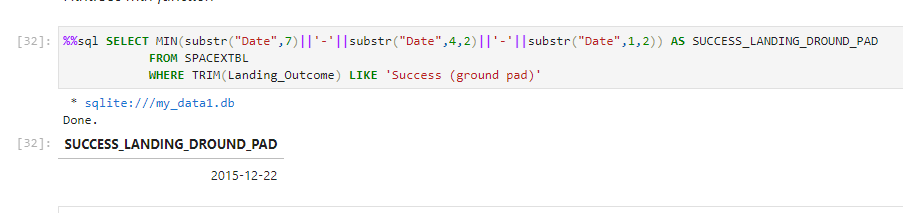 [32]: %%sql SELECT MIN(substr("Date",7)||'-'||substr("Date",4,2)||'-'||substr("Date",1,2)) AS SUCCESS_LANDING_DROUND_PAD
FROM SPACEXTBL
WHERE TRIM(Landing_Outcome) LIKE 'Success (ground pad)'
* sqlite:///my_data1.db
Done.
[32]: SUCCESS_LANDING_DROUND_PAD
2015-12-22